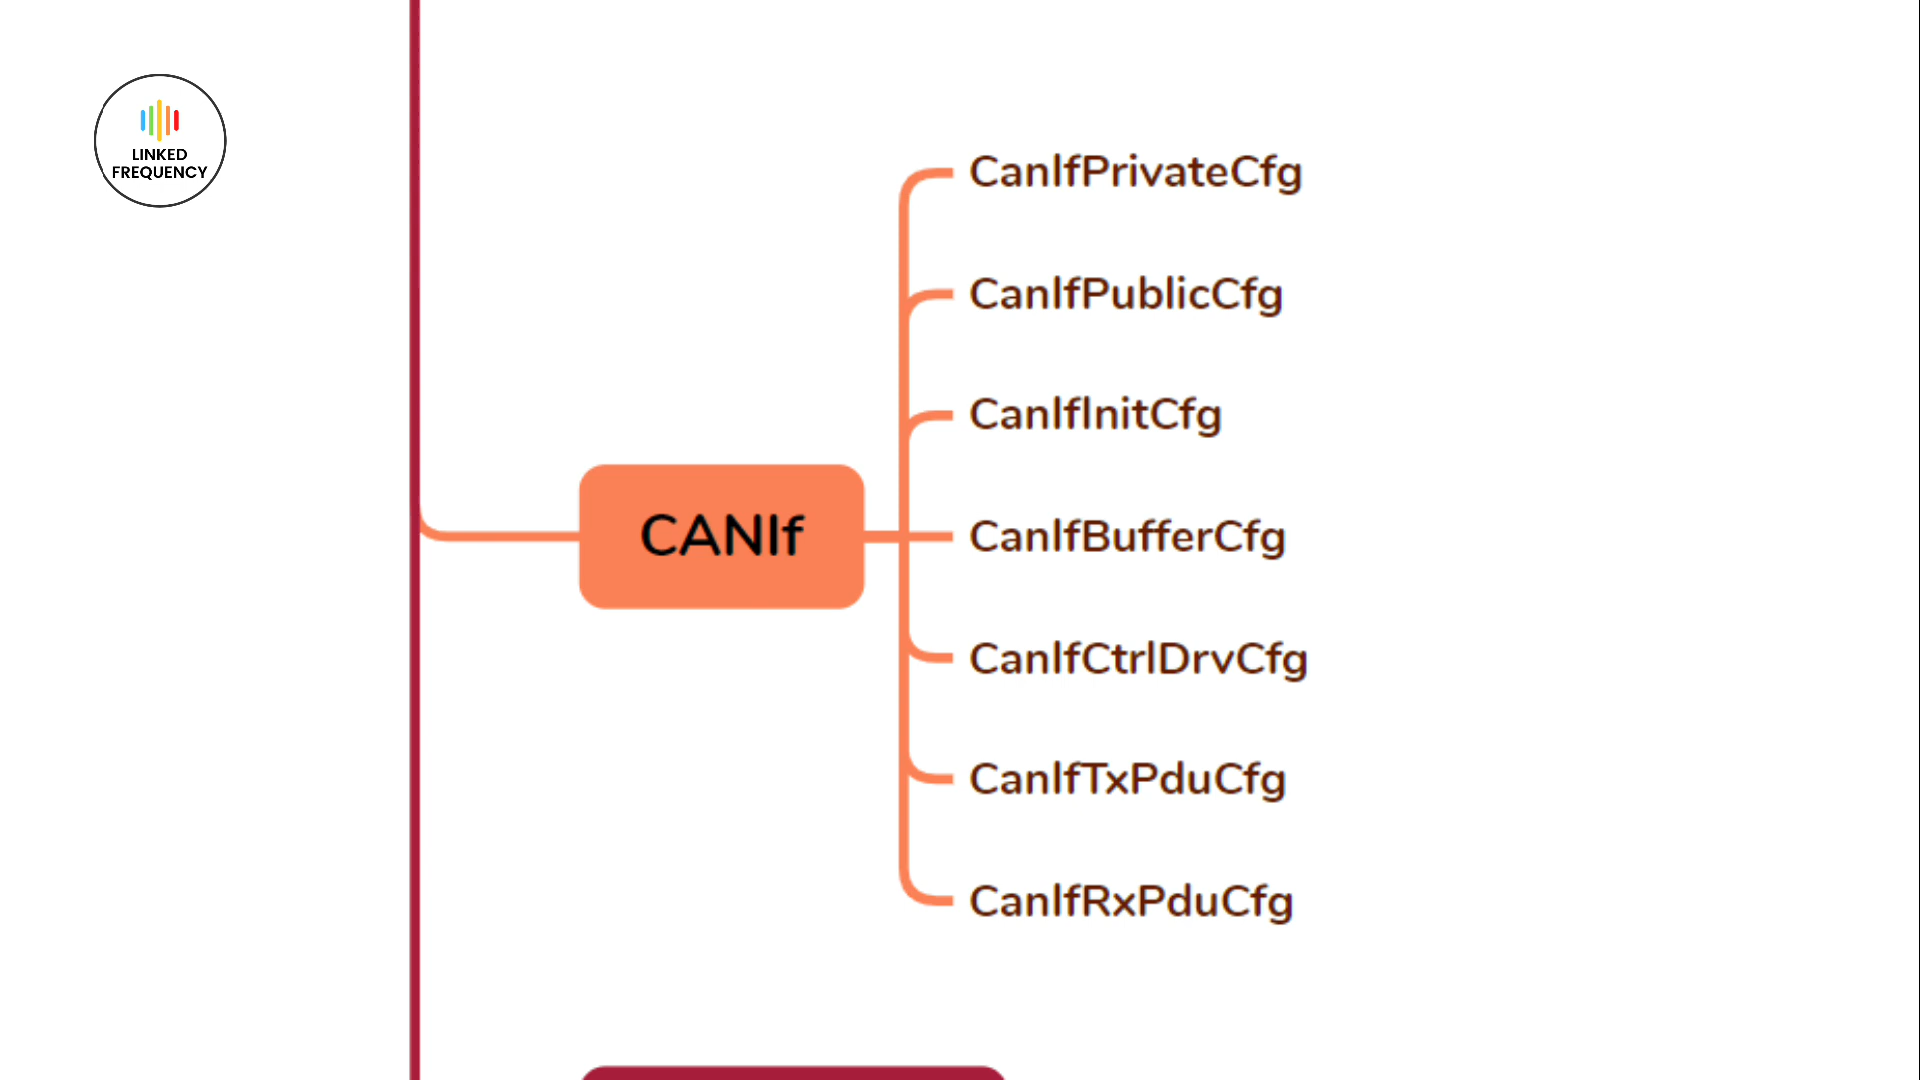 LINKED
FREQUENCY
CanIfPrivateCfg
CanIfPublicCfg
CanIfInitCfg
CANIf
CanIfBufferCfg
CanIfCtrlDrvCfg
CanIfTxPduCfg
CanIfRxPduCfg